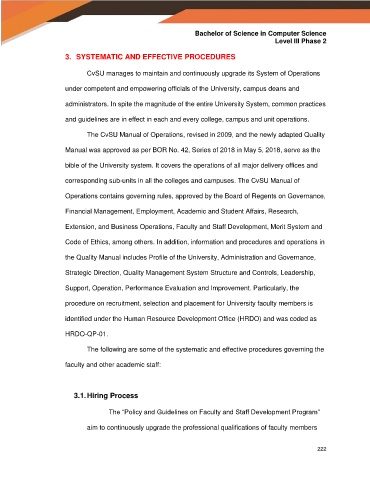 Bachelor of Science in Computer Science
Level III Phase 2
3. SYSTEMATIC AND EFFECTIVE PROCEDURES
CvSU manages to maintain and continuously upgrade its System of Operations
under competent and empowering officials of the University, campus deans and
administrators. In spite the magnitude of the entire University System, common practices
and guidelines are in effect in each and every college, campus and unit operations.
The CvSU Manual of Operations, revised in 2009, and the newly adapted Quality
Manual was approved as per BOR No. 42, Series of 2018 in May 5, 2018, serve as the
bible of the University system. It covers the operations of all major delivery offices and
corresponding sub-units in all the colleges and campuses. The CvSU Manual of
Operations contains governing rules, approved by the Board of Regents on Governance,
Financial Management, Employment, Academic and Student Affairs, Research,
Extension, and Business Operations, Faculty and Staff Development, Merit System and
Code of Ethics, among others. In addition, information and procedures and operations in
the Quality Manual includes Profile of the University, Administration and Governance,
Strategic Direction, Quality Management System Structure and Controls, Leadership,
Support, Operation, Performance Evaluation and Improvement. Particularly, the
procedure on recruitment, selection and placement for University faculty members is
identified under the Human Resource Development Office (HRDO) and was coded as
HRDO-QP-01.
The following are some of the systematic and effective procedures governing the
faculty and other academic staff:
3.1. Hiring Process
The “Policy and Guidelines on Faculty and Staff Development Program”
aim to continuously upgrade the professional qualifications of faculty members
222